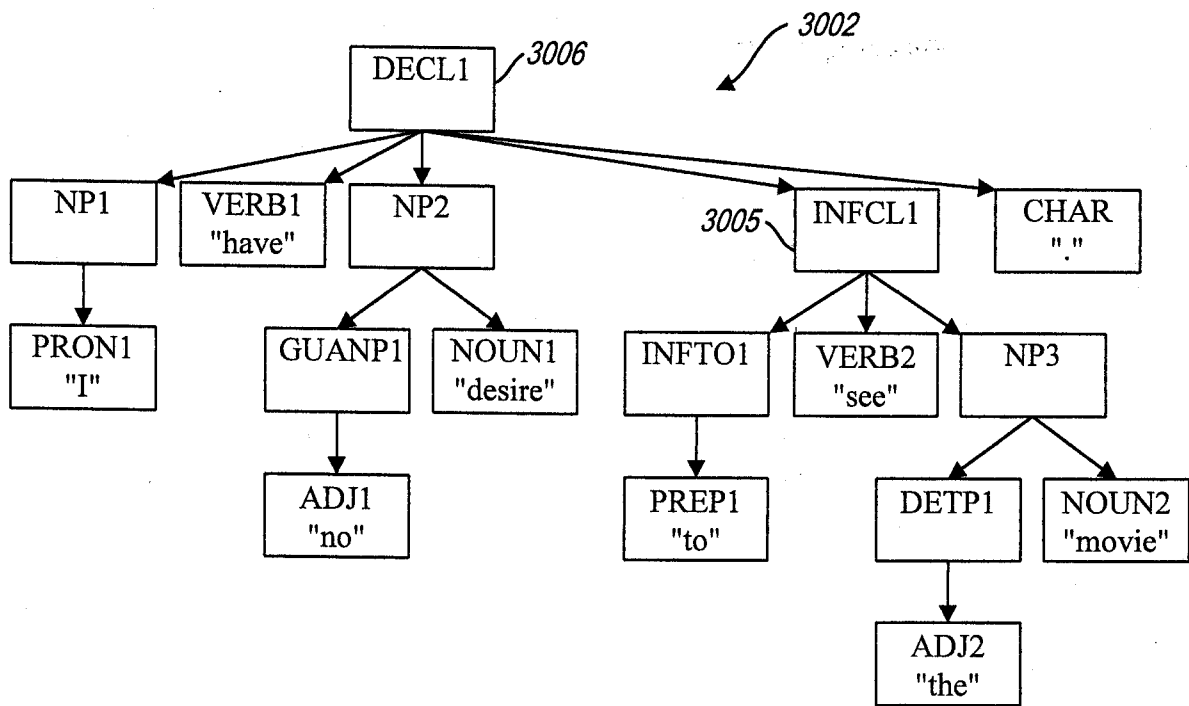 3002
DECL1
3006
NP1
VERB1
"have"
NP2
INFCL1
3005
CHAR
"."
PRON1
"I"
GUANP1
NOUN1
"desire"
INFTO1
VERB2
"see"
NP3
ADJ1
"no"
PREP1
"to"
DETP1
NOUN2
"movie"
ADJ2
"the"